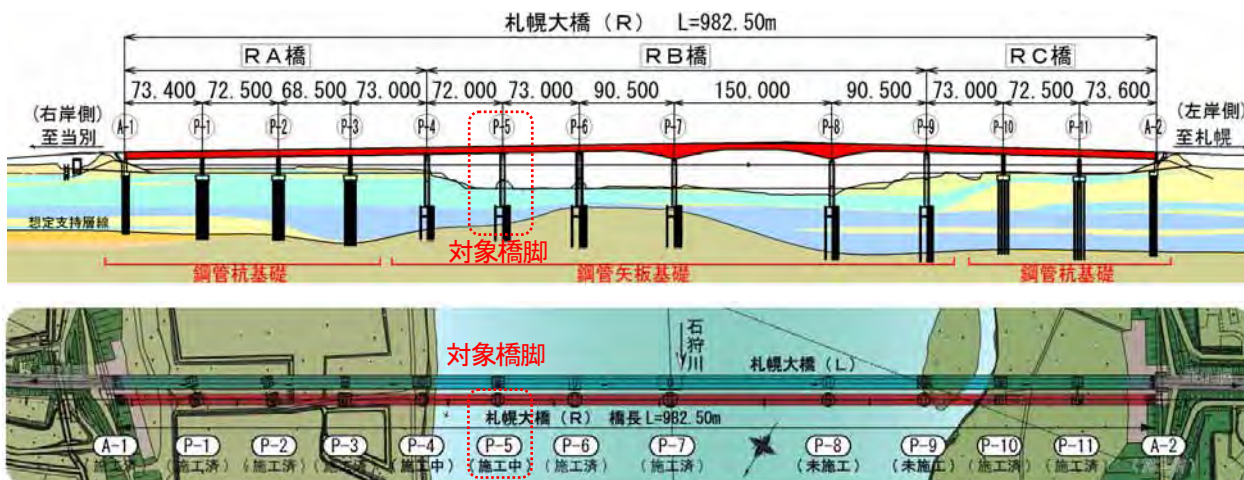 札幌大橋(R) L=982.50m
RA橋 RB橋 RC橋
73.400 72.500 68.500 73.000 72.000 73.000 90.500 150.000 90.500 73.000 72.500 73.600
(右岸側)
至当別
(左岸側)
至札幌
A-1 P-1 P-2 P-3 P-4 P-5 P-6 P-7 P-8 P-9 P-10 P-11 A-2
想定支持層線
対象橋脚
鋼管杭基礎 鋼管矢板基礎 鋼管杭基礎
対象橋脚
石狩川
札幌大橋(L)
札幌大橋(R) 橋長L=982.50m
A-1 P-1 P-2 P-3 P-4 P-5 P-6 P-7 P-8 P-9 P-10 P-11 A-2
(施工済) (施工済) (施工済) (施工済) (施工中) (施工中) (施工済) (施工済) (未施工) (未施工) (施工済) (施工済) (施工済)